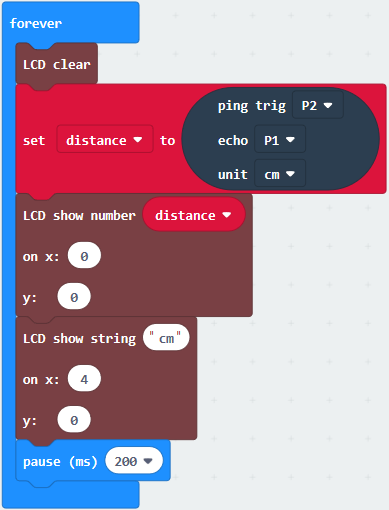 forever
LCD clear
ping trig P2
set distance to echo P1
unit cm
LCD show number distance
on x: 0
y: 0
LCD show string "cm"
on x: 4
y: 0
pause (ms) 200